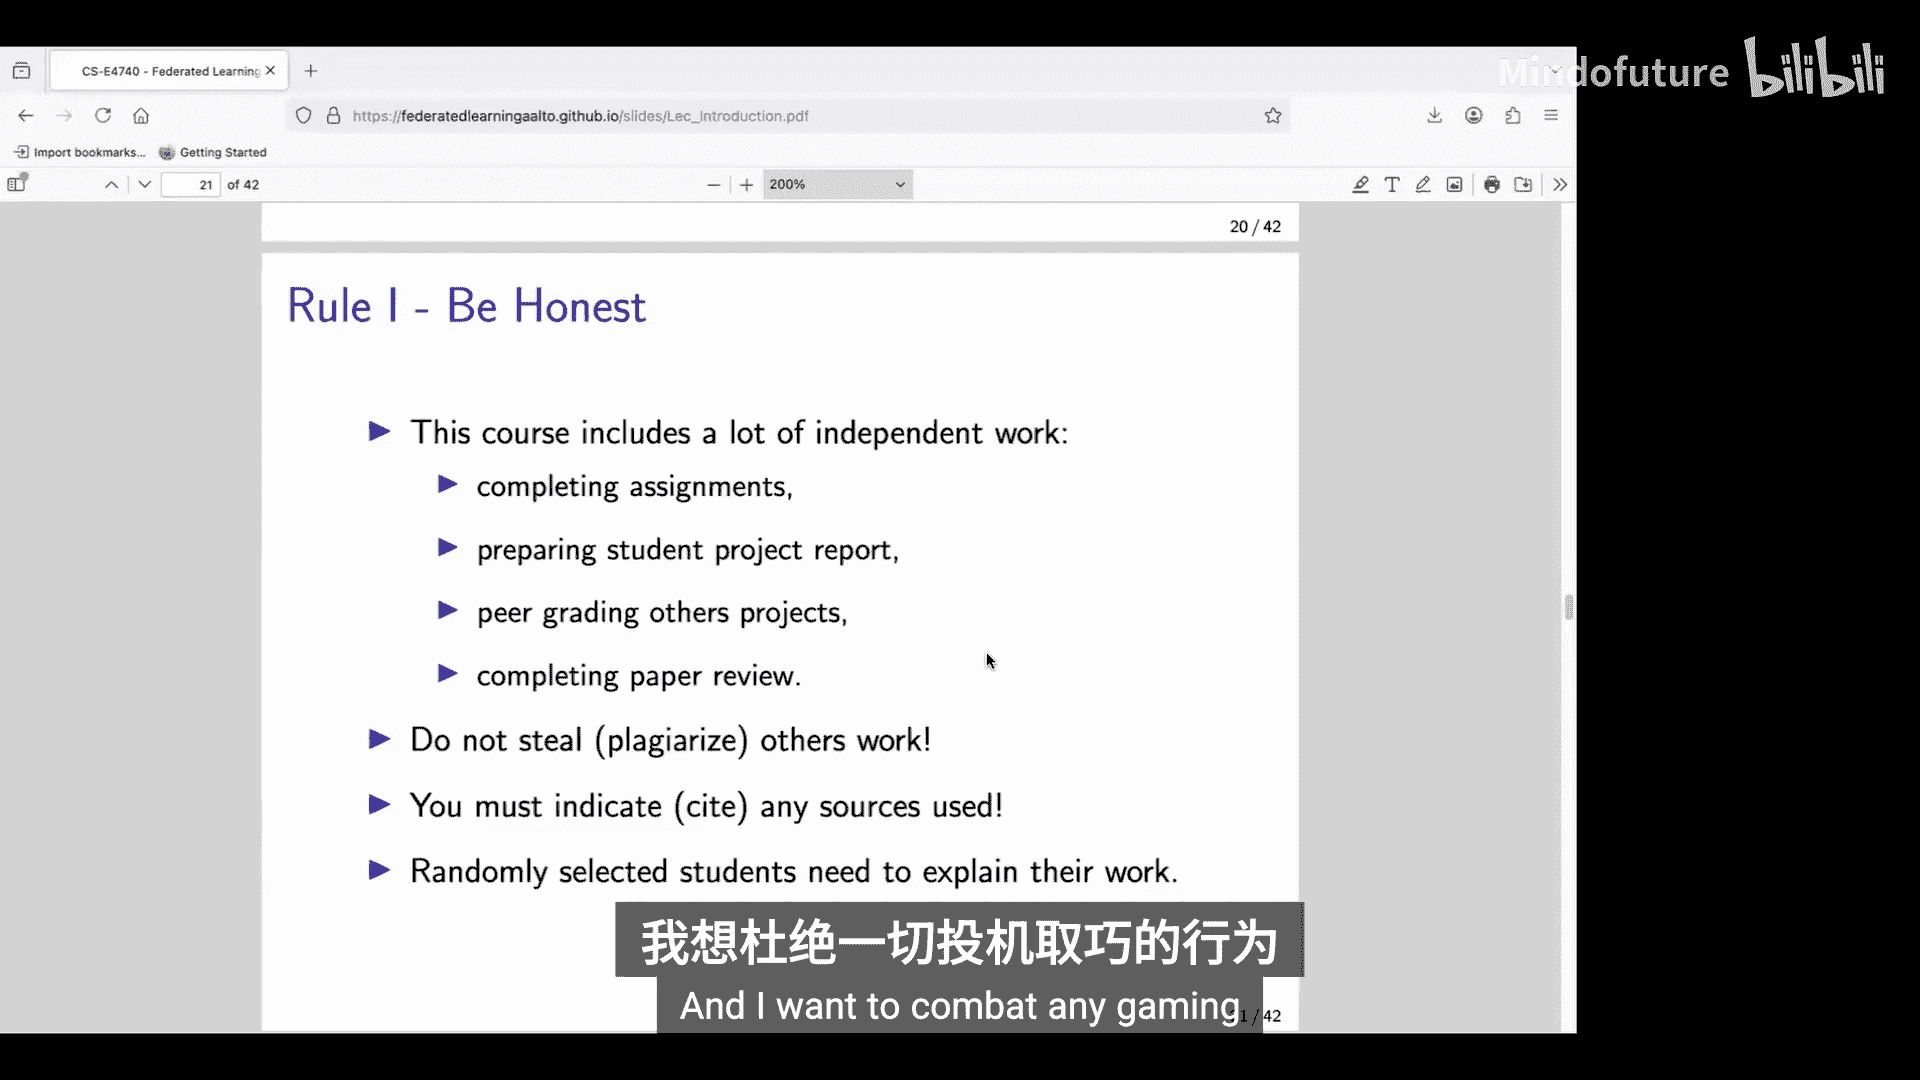 Mindofuture bilibili
CS-E4740 - Federated Learning
https://federatedlearningaalto.github.io/slides/Lec_Introduction.pdf
Import bookmarks... Getting Started
21 of 42 200%
20 / 42
Rule I - Be Honest
This course includes a lot of independent work:
completing assignments,
preparing student project report,
peer grading others projects,
completing paper review.
Do not steal (plagiarize) others work!
You must indicate (cite) any sources used!
Randomly selected students need to explain their work.
我想杜绝一切投机取巧的行为
And I want to combat any gaming,
/ 42